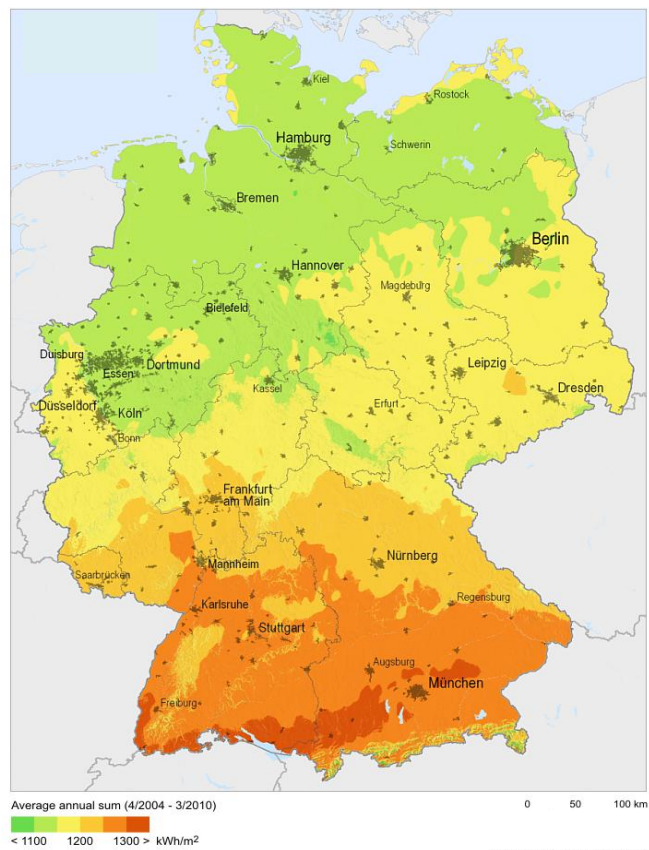 Kiel
Rostock
Hamburg
Schwerin
Bremen
Berlin
Hannover
Magdeburg
Bielefeld
Duisburg
Dortmund
Essen
Leipzig
Kassel
Dresden
Düsseldorf
Köln
Erfurt
Bonn
Frankfurt
am Main
Nürnberg
Mannheim
Saarbrücken
Regensburg
Karlsruhe
Stuttgart
Augsburg
München
Freiburg
Average annual sum (4/2004 - 3/2010)
0 50 100 km
< 1100 1200 1300 > kWh/m²